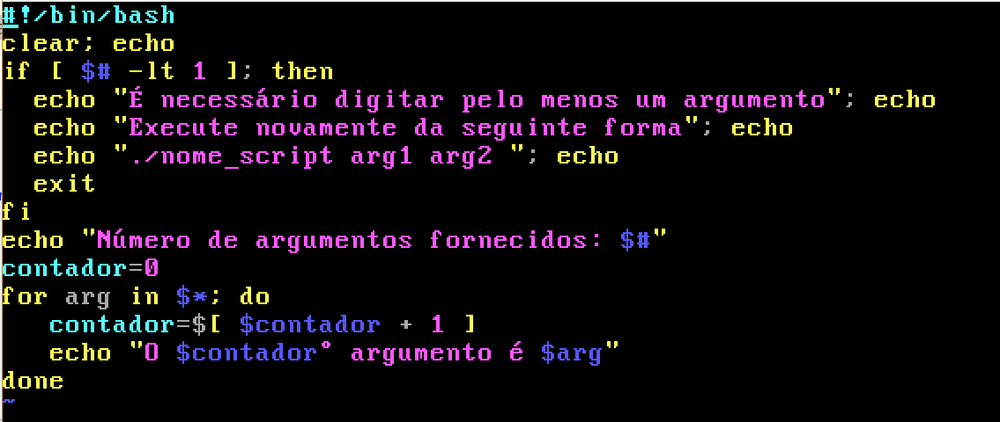 #!/bin/bash
clear; echo
if [ $# -lt 1 ]; then
  echo "É necessário digitar pelo menos um argumento"; echo
  echo "Execute novamente da seguinte forma"; echo
  echo "./nome_script arg1 arg2 "; echo
  exit
fi
echo "Número de argumentos fornecidos: $#"
contador=0
for arg in $*; do
   contador=$[ $contador + 1 ]
   echo "O $contador° argumento é $arg"
done
~